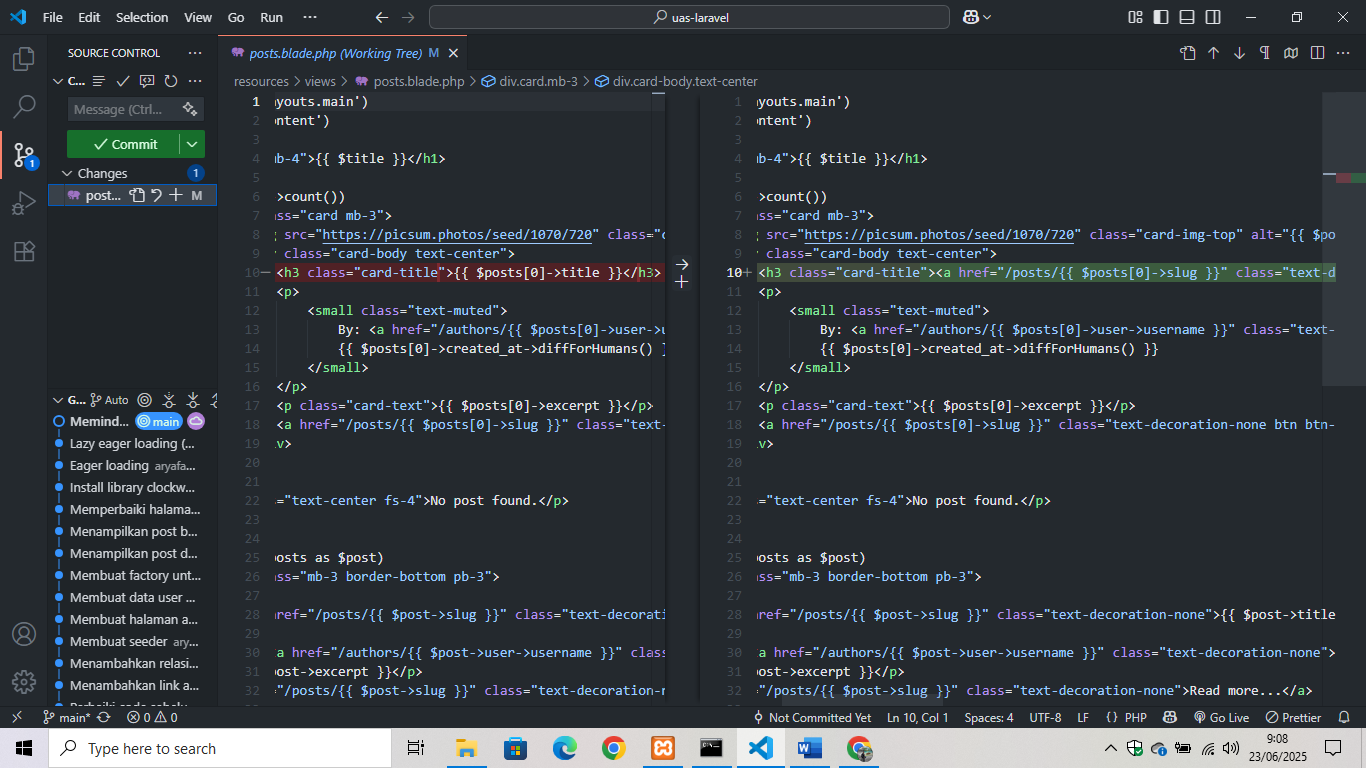 File Edit Selection View Go Run ··· uas-laravel
SOURCE CONTROL ···
posts.blade.php (Working Tree) M
C... ···
resources > views > posts.blade.php > div.card.mb-3 > div.card-body.text-center
Message (Ctrl...
Commit
Changes 1
post... M
1
1 ayouts.main')
2 ontent')
3
4 mb-4">{{ $title }}</h1>
5
6 >count())
7 ass="card mb-3">
8 g src="https://picsum.photos/seed/1070/720" class="c
9 class="card-body text-center">
10 <h3 class="card-title">{{ $posts[0]->title }}</h3>
11 <p>
12 <small class="text-muted">
13 By: <a href="/authors/{{ $posts[0]->user->u
14 {{ $posts[0]->created_at->diffForHumans() }
15 </small>
16 </p>
17 <p class="card-text">{{ $posts[0]->excerpt }}</p>
18 <a href="/posts/{{ $posts[0]->slug }}" class="text-
19 iv>
20
21
22 ="text-center fs-4">No post found.</p>
23
24
25 posts as $post)
26 ass="mb-3 border-bottom pb-3">
27
28 href="/posts/{{ $post->slug }}" class="text-decorati
29
30 a href="/authors/{{ $post->user->username }}" clas
31 post->excerpt }}</p>
32 ="/posts/{{ $post->slug }}" class="text-decoration-n
1 ayouts.main')
2 ontent')
3
4 mb-4">{{ $title }}</h1>
5
6 >count())
7 ass="card mb-3">
8 g src="https://picsum.photos/seed/1070/720" class="card-img-top" alt="{{ $po
9 class="card-body text-center">
10+ <h3 class="card-title"><a href="/posts/{{ $posts[0]->slug }}" class="text-d
11 <p>
12 <small class="text-muted">
13 By: <a href="/authors/{{ $posts[0]->user->username }}" class="text-
14 {{ $posts[0]->created_at->diffForHumans() }}
15 </small>
16 </p>
17 <p class="card-text">{{ $posts[0]->excerpt }}</p>
18 <a href="/posts/{{ $posts[0]->slug }}" class="text-decoration-none btn btn-
19 iv>
20
21
22 ="text-center fs-4">No post found.</p>
23
24
25 posts as $post)
26 ass="mb-3 border-bottom pb-3">
27
28 href="/posts/{{ $post->slug }}" class="text-decoration-none">{{ $post->title
29
30 a href="/authors/{{ $post->user->username }}" class="text-decoration-none">
31 post->excerpt }}</p>
32 ="/posts/{{ $post->slug }}" class="text-decoration-none">Read more...</a>
G... Auto
Memind... main
Lazy eager loading (...
Eager loading aryafa...
Install library clockw...
Memperbaiki halama...
Menampilkan post b...
Menampilkan post d...
Membuat factory unt...
Membuat data user ...
Membuat halaman a...
Membuat seeder ary...
Menambahkan relasi...
Menambahkan link a...
main* 0 0 Not Committed Yet Ln 10, Col 1 Spaces: 4 UTF-8 LF {} PHP Go Live Prettier
Type here to search
9:08
23/06/2025